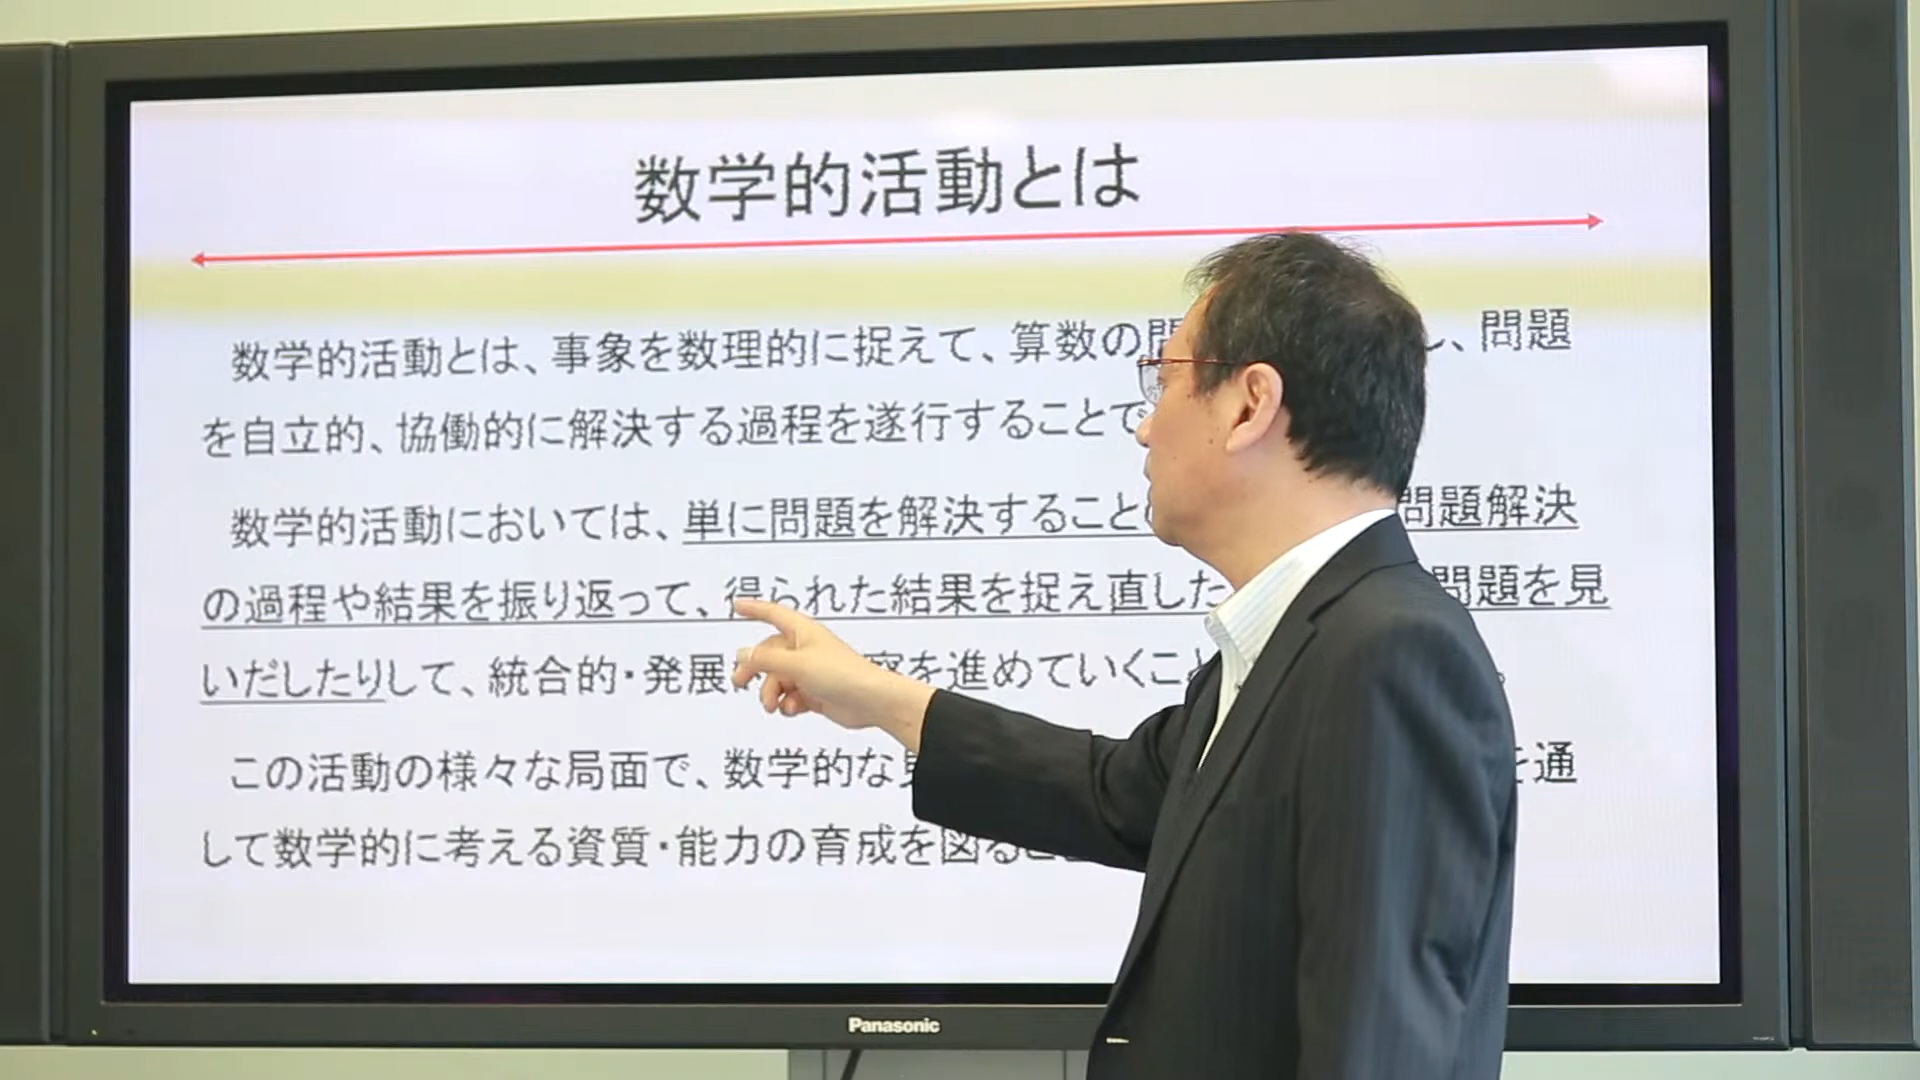 数学的活動とは
数学的活動とは、事象を数理的に捉えて、算数の問 し、問題
を自立的、協働的に解決する過程を遂行することで
数学的活動においては、単に問題を解決すること 問題解決
の過程や結果を振り返って、得られた結果を捉え直した 問題を見
いだしたりして、統合的・発展 察を進めていくこと 。
この活動の様々な局面で、数学的な を通
して数学的に考える資質・能力の育成を図ること
Panasonic